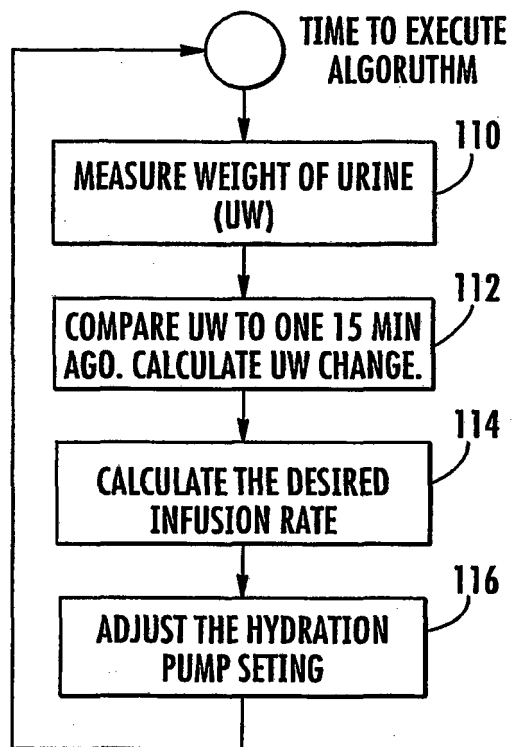 TIME TO EXECUTE
ALGORUTHM
110
MEASURE WEIGHT OF URINE
(UW)
112
COMPARE UW TO ONE 15 MIN
AGO. CALCULATE UW CHANGE.
114
CALCULATE THE DESIRED
INFUSION RATE
116
ADJUST THE HYDRATION
PUMP SETING